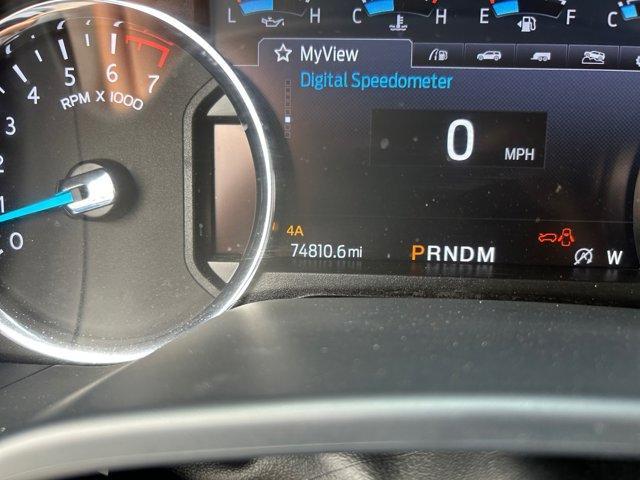 L H C H E F C
MyView
Digital Speedometer
4 5 6 7
RPM X 1000
3
2
1
0
0 MPH
4A
74810.6mi PRNDM W